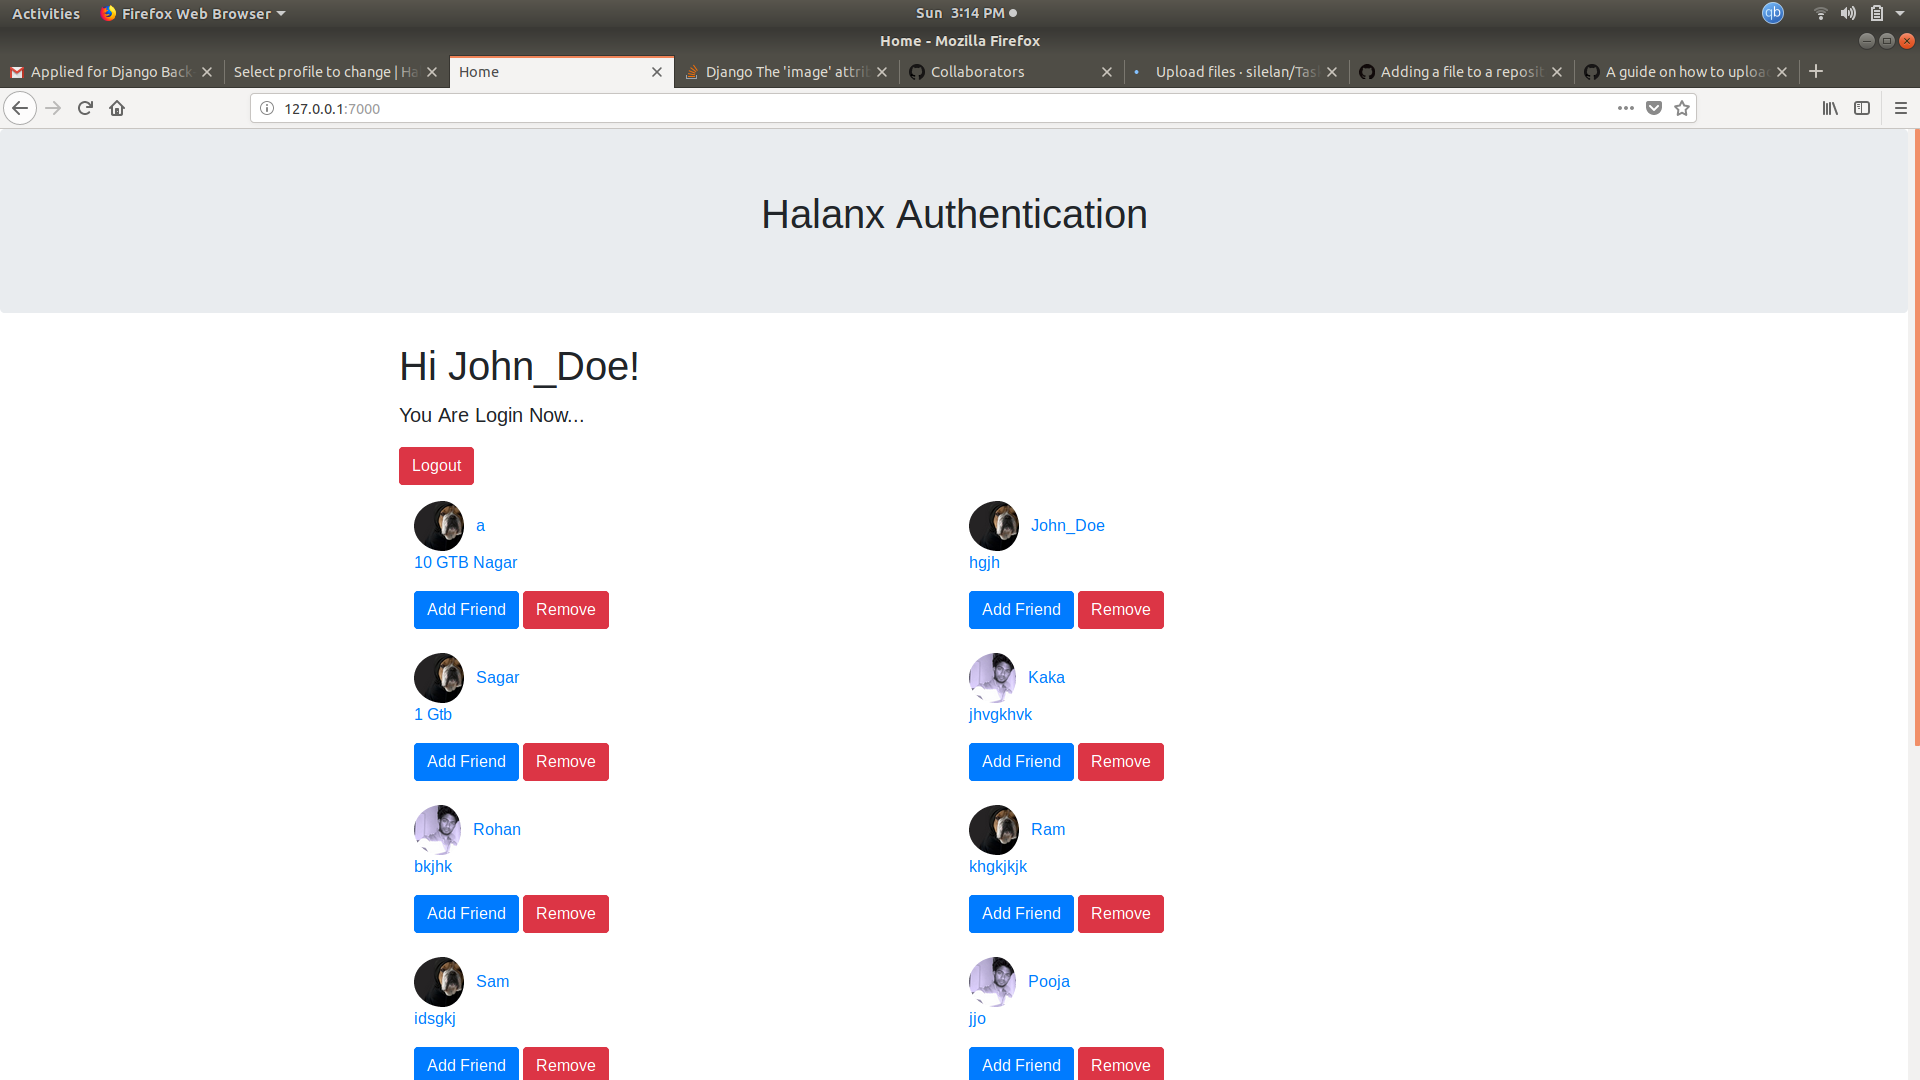 Activities Firefox Web Browser Sun 3:14 PM qb
Home - Mozilla Firefox
Applied for Django Back Select profile to change | Ha Home Django The 'image' attrib Collaborators Upload files · silelan/Tas Adding a file to a reposit A guide on how to uploa
127.0.0.1:7000
Halanx Authentication
Hi John_Doe!
You Are Login Now...
Logout
a John_Doe
10 GTB Nagar hgjh
Add Friend Remove Add Friend Remove
Sagar Kaka
1 Gtb jhvgkhvk
Add Friend Remove Add Friend Remove
Rohan Ram
bkjhk khgkjkjk
Add Friend Remove Add Friend Remove
Sam Pooja
idsgkj jjo
Add Friend Remove Add Friend Remove